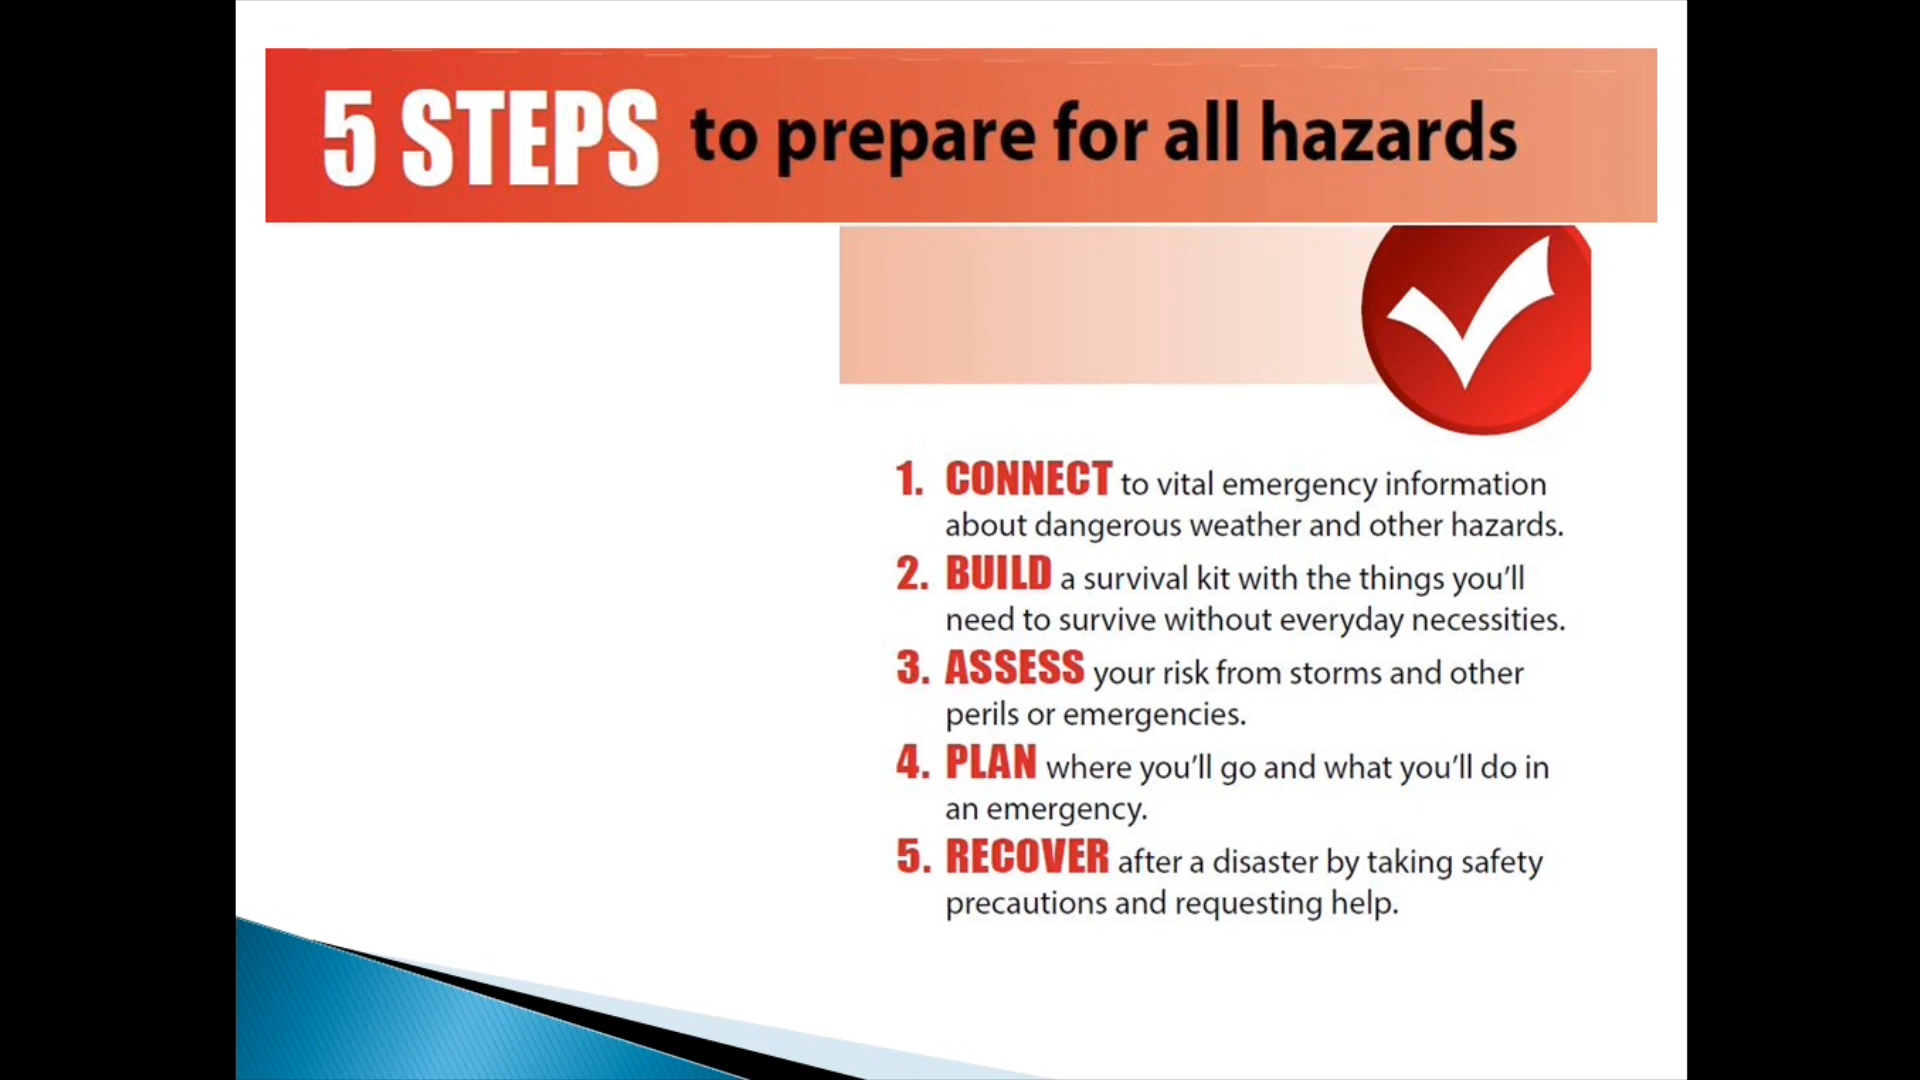 5 STEPS to prepare for all hazards
1. CONNECT to vital emergency information
about dangerous weather and other hazards.
2. BUILD a survival kit with the things you’ll
need to survive without everyday necessities.
3. ASSESS your risk from storms and other
perils or emergencies.
4. PLAN where you’ll go and what you’ll do in
an emergency.
5. RECOVER after a disaster by taking safety
precautions and requesting help.